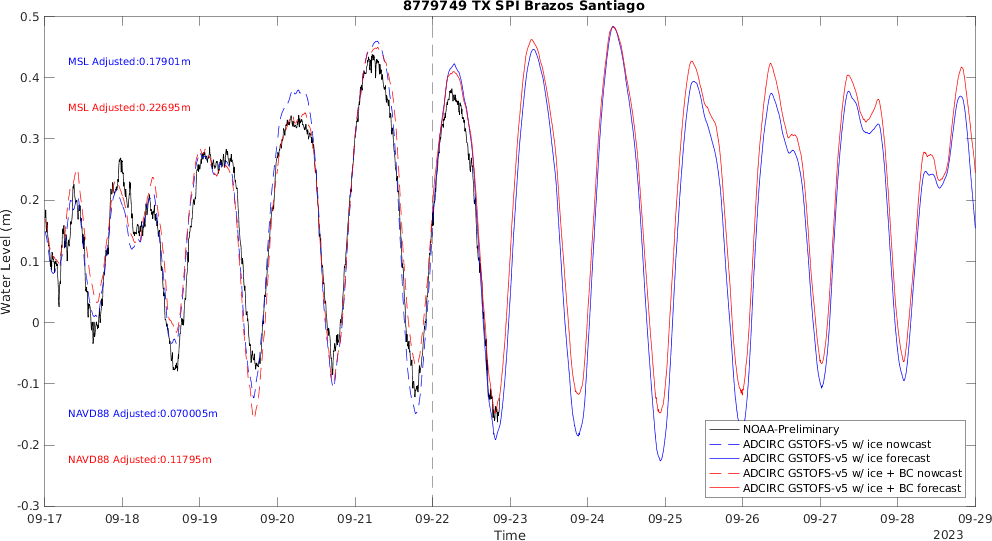 8779749 TX SPI Brazos Santiago
0.5
0.4
0.3
0.2
0.1
0
-0.1
-0.2
-0.3
Water Level (m)
MSL Adjusted:0.17901m
MSL Adjusted:0.22695m
NAVD88 Adjusted:0.070005m
NAVD88 Adjusted:0.11795m
NOAA-Preliminary
ADCIRC GSTOFS-v5 w/ ice nowcast
ADCIRC GSTOFS-v5 w/ ice forecast
ADCIRC GSTOFS-v5 w/ ice + BC nowcast
ADCIRC GSTOFS-v5 w/ ice + BC forecast
09-17 09-18 09-19 09-20 09-21 09-22 09-23 09-24 09-25 09-26 09-27 09-28 09-29
Time
2023